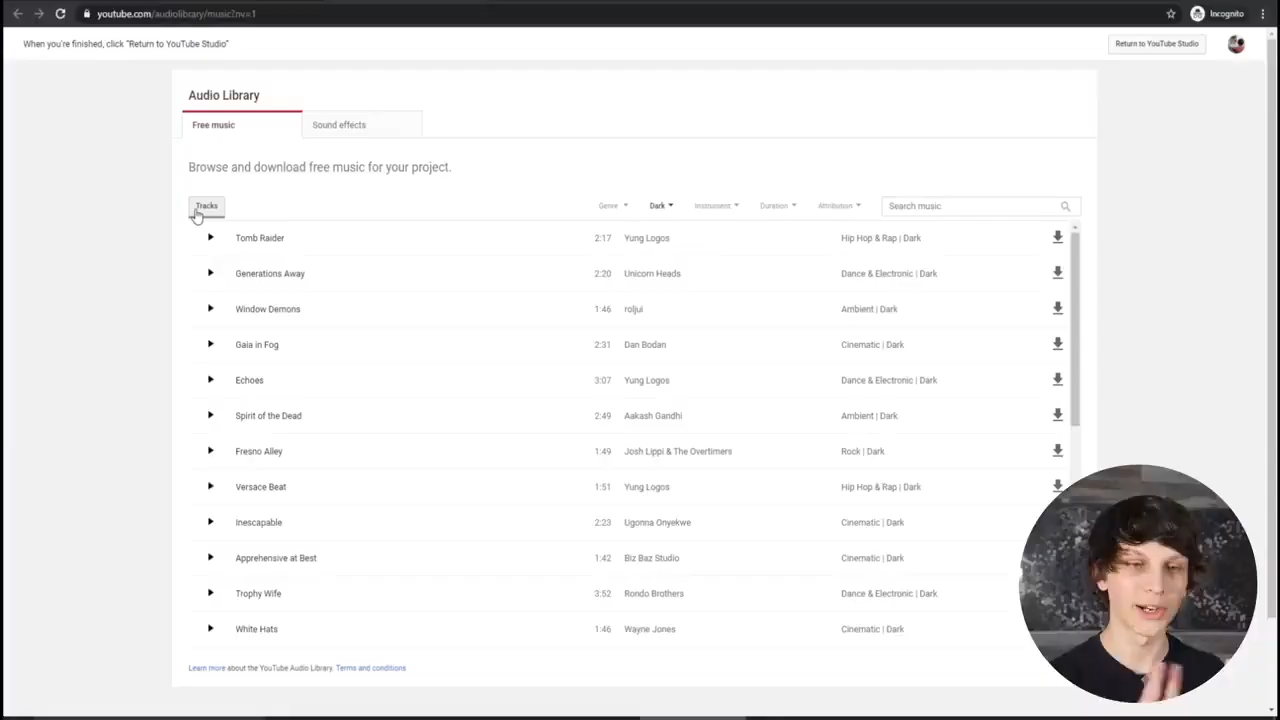 youtube.com/audiolibrary/music?nv=1
Incognito
When you're finished, click "Return to YouTube Studio"
Return to YouTube Studio
Audio Library
Free music
Sound effects
Browse and download free music for your project.
Tracks
Genre
Dark
Instrument
Duration
Attribution
Search music
Tomb Raider 2:17 Yung Logos Hip Hop & Rap | Dark
Generations Away 2:20 Unicorn Heads Dance & Electronic | Dark
Window Demons 1:46 roljui Ambient | Dark
Gaia in Fog 2:31 Dan Bodan Cinematic | Dark
Echoes 3:07 Yung Logos Dance & Electronic | Dark
Spirit of the Dead 2:49 Aakash Gandhi Ambient | Dark
Fresno Alley 1:49 Josh Lippi & The Overtimers Rock | Dark
Versace Beat 1:51 Yung Logos Hip Hop & Rap | Dark
Inescapable 2:23 Ugonna Onyekwe Cinematic | Dark
Apprehensive at Best 1:42 Biz Baz Studio Cinematic | Dark
Trophy Wife 3:52 Rondo Brothers Dance & Electronic | Dark
White Hats 1:46 Wayne Jones Cinematic | Dark
Learn more about the YouTube Audio Library. Terms and conditions